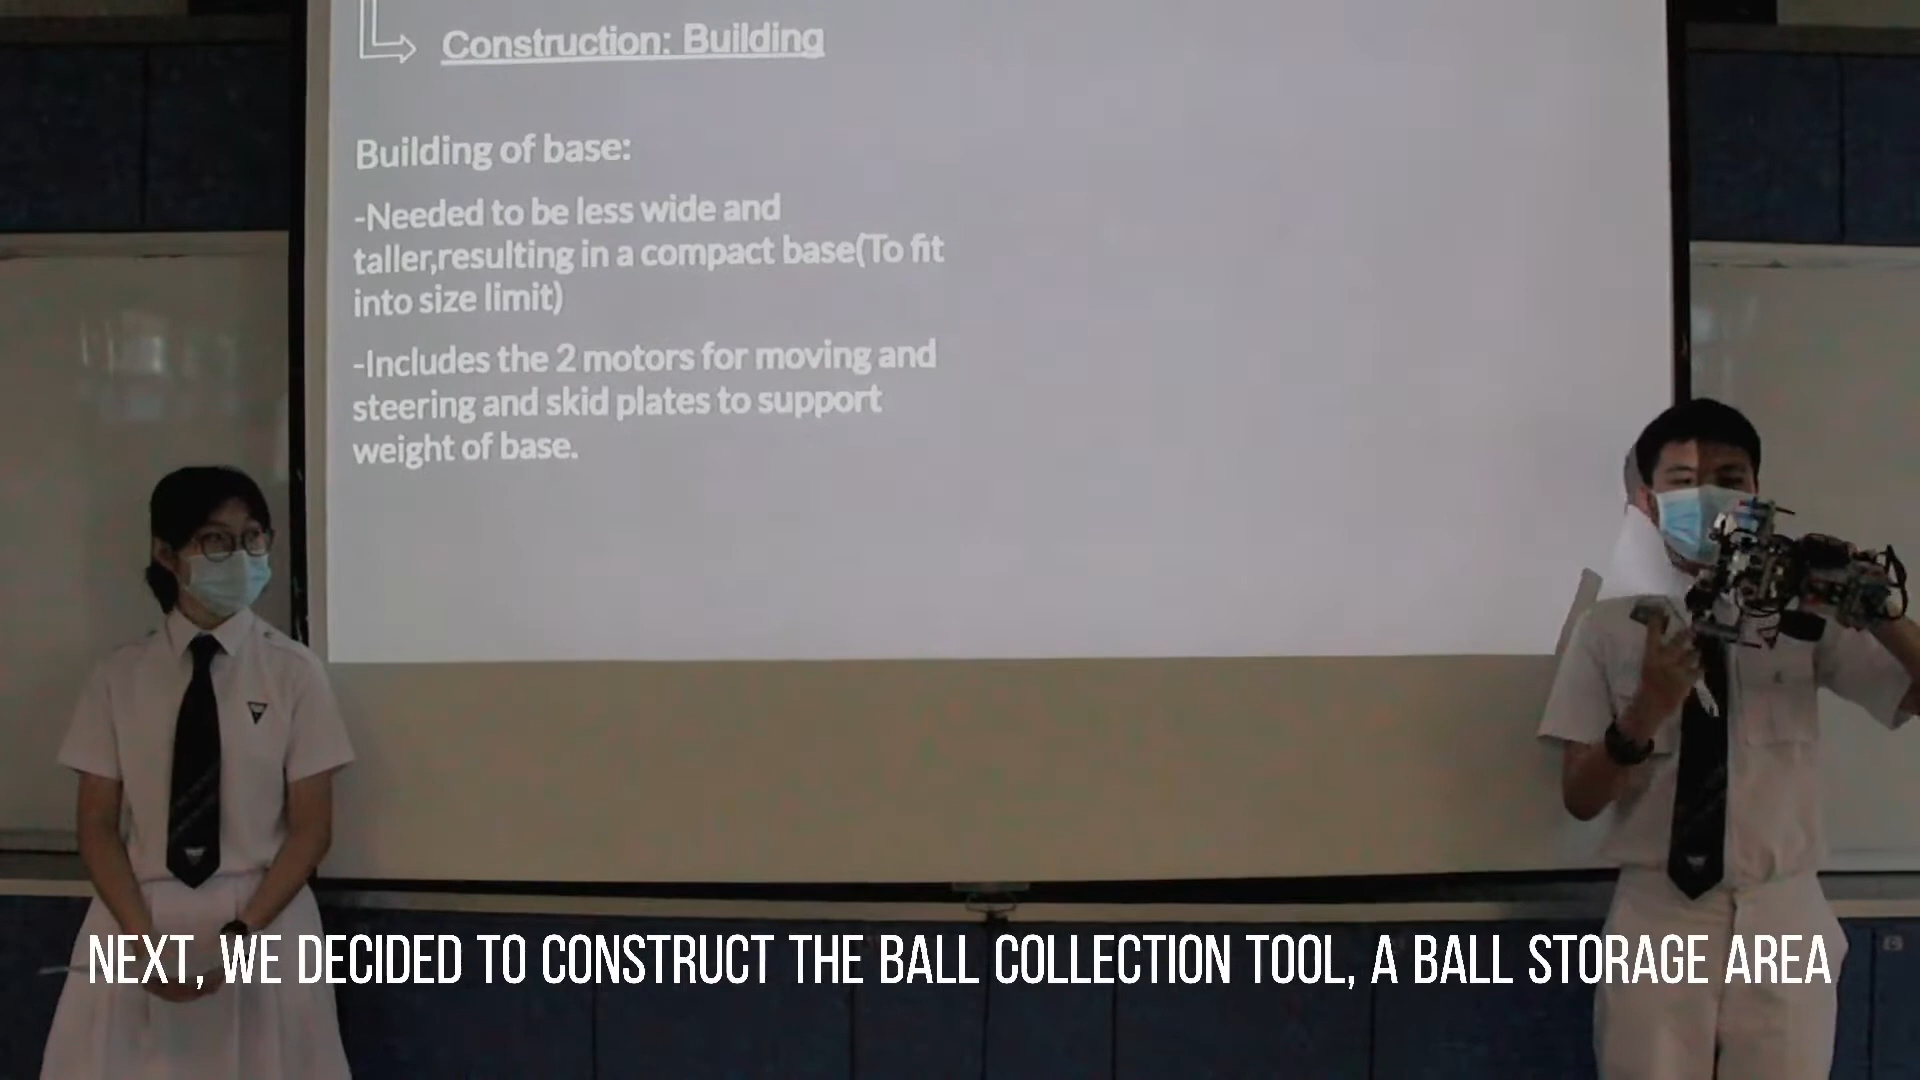 Construction: Building
Building of base:
-Needed to be less wide and
taller,resulting in a compact base(To fit
into size limit)
-Includes the 2 motors for moving and
steering and skid plates to support
weight of base.
NEXT, WE DECIDED TO CONSTRUCT THE BALL COLLECTION TOOL, A BALL STORAGE AREA